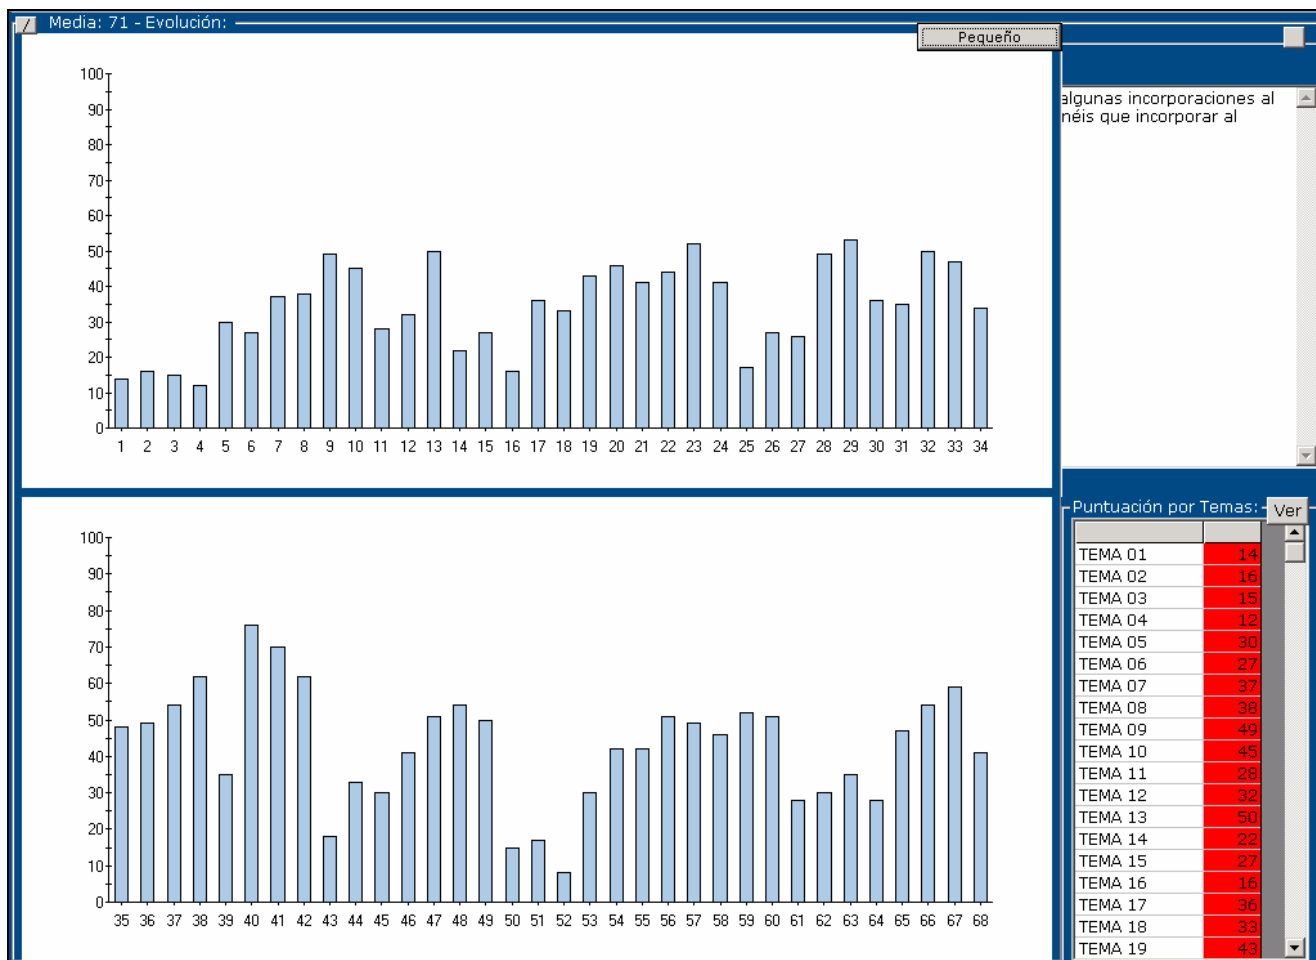 Media: 71 - Evolución:
Pequeño
algunas incorporaciones al
néis que incorporar al
100
90
80
70
60
50
40
30
20
10
0
1 2 3 4 5 6 7 8 9 10 11 12 13 14 15 16 17 18 19 20 21 22 23 24 25 26 27 28 29 30 31 32 33 34
100
90
80
70
60
50
40
30
20
10
0
35 36 37 38 39 40 41 42 43 44 45 46 47 48 49 50 51 52 53 54 55 56 57 58 59 60 61 62 63 64 65 66 67 68
Puntuación por Temas:
Ver
TEMA 01 14
TEMA 02 16
TEMA 03 15
TEMA 04 12
TEMA 05 30
TEMA 06 27
TEMA 07 37
TEMA 08 38
TEMA 09 49
TEMA 10 45
TEMA 11 28
TEMA 12 32
TEMA 13 50
TEMA 14 22
TEMA 15 27
TEMA 16 16
TEMA 17 36
TEMA 18 33
TEMA 19 43